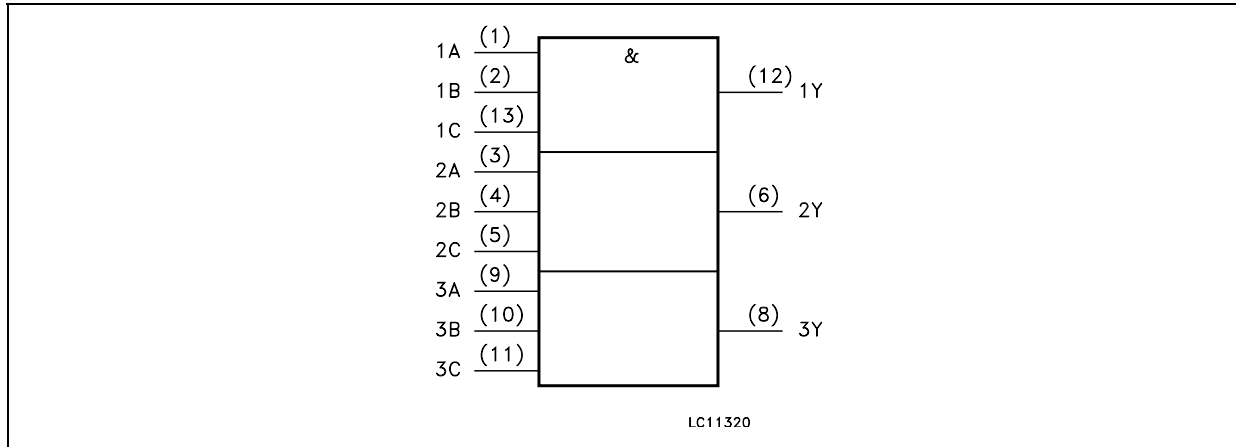 1A (1)
&
1B (2)
(12) 1Y
1C (13)
2A (3)
2B (4)
(6) 2Y
2C (5)
3A (9)
3B (10)
(8) 3Y
3C (11)
LC11320